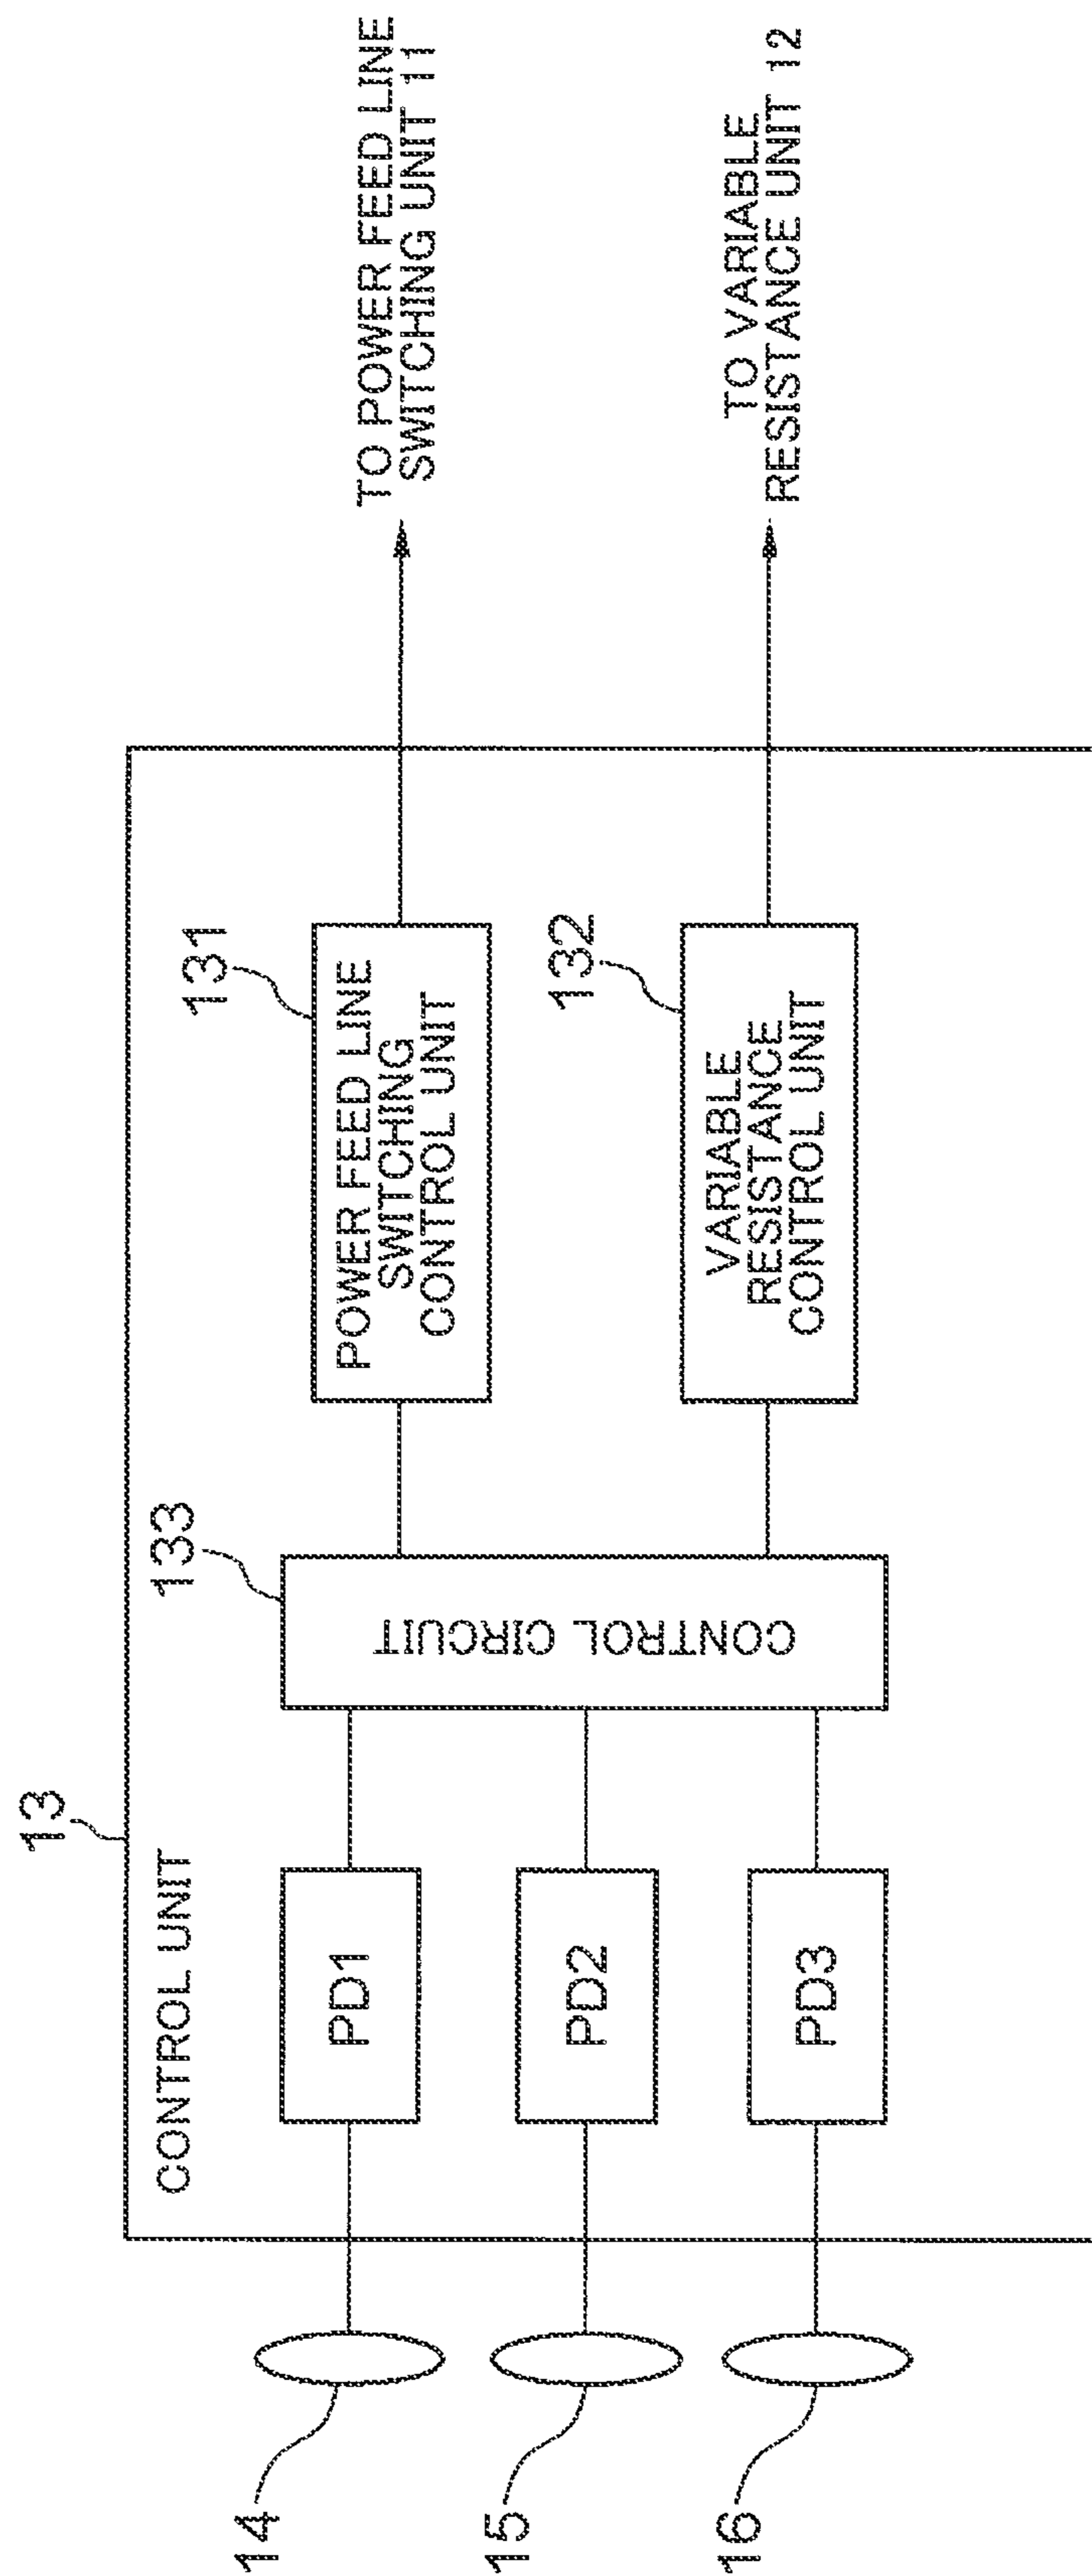 13
CONTROL UNIT
14
15
16
PD1
PD2
PD3
133
CONTROL CIRCUIT
131
POWER FEED LINE
SWITCHING
CONTROL UNIT
132
VARIABLE
RESISTANCE
CONTROL UNIT
TO POWER FEED LINE
SWITCHING UNIT 11
TO VARIABLE
RESISTANCE UNIT 12